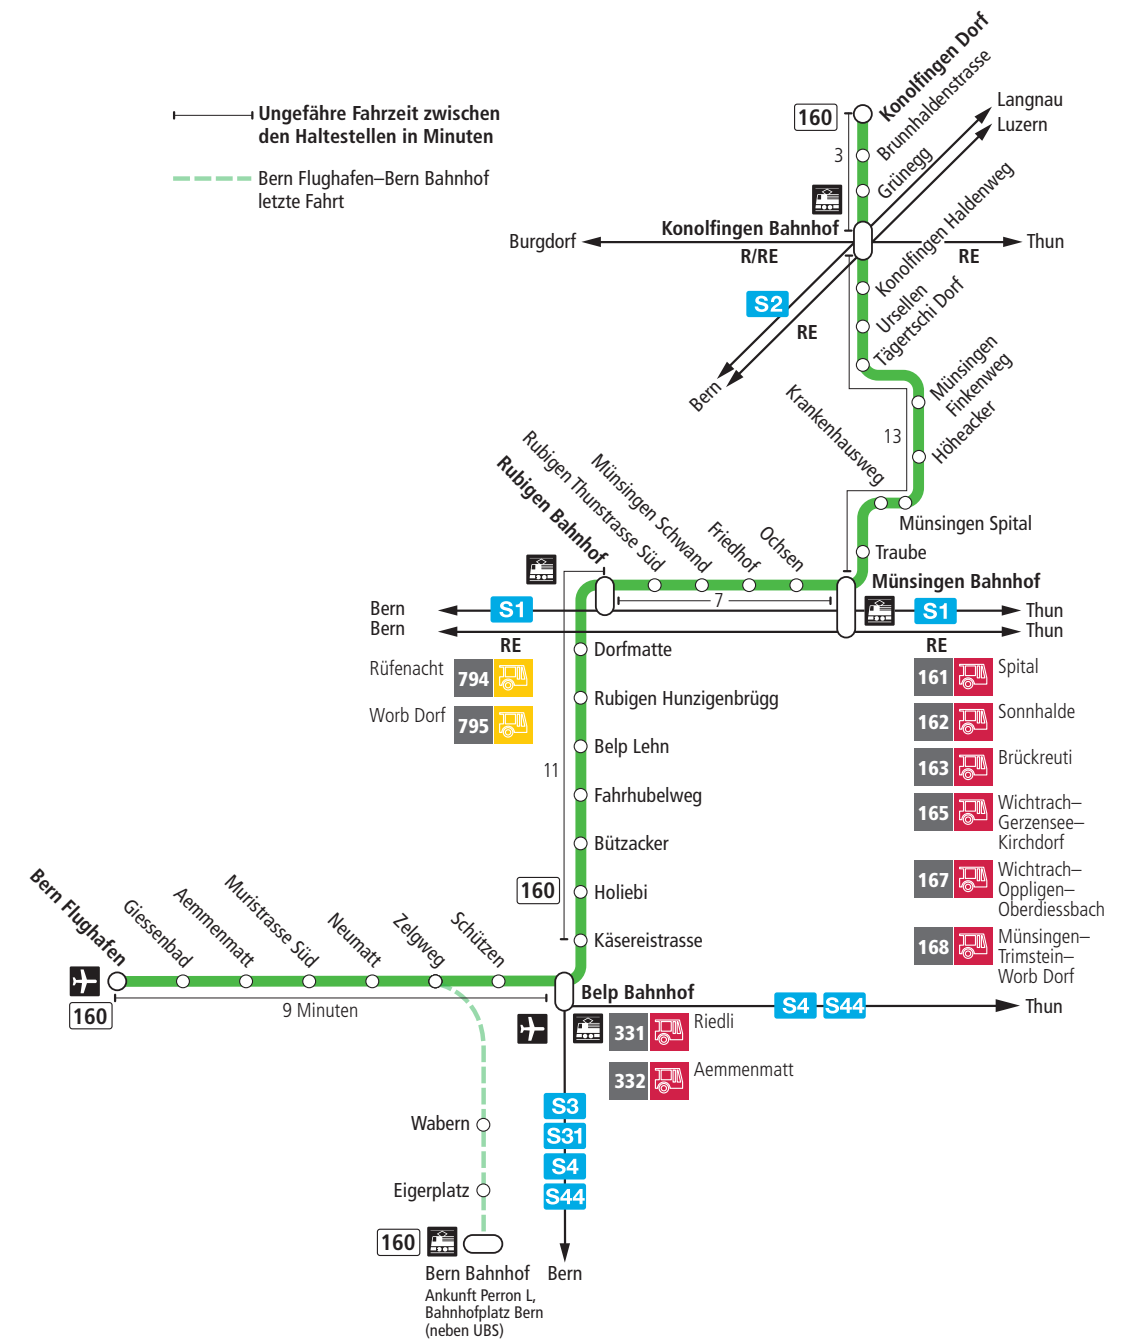 Ungefähre Fahrzeit zwischen
den Haltestellen in Minuten
Bern Flughafen–Bern Bahnhof
letzte Fahrt
160
Konolfingen Dorf
Brunnhaldenstrasse
Grünegg
3
Langnau
Luzern
Konolfingen Bahnhof
Burgdorf
R/RE
RE
Thun
S2
RE
Bern
Konolfingen Haldenweg
Ursellen
Tägertschi Dorf
Münsingen
Finkenweg
Höheacker
13
Krankenhausweg
Münsingen Spital
Traube
Münsingen Bahnhof
Ochsen
Friedhof
Münsingen Schwand
Rubigen Thunstrasse Süd
Rubigen Bahnhof
7
Bern
S1
S1
Thun
Bern
Thun
RE
RE
Rüfenacht
794
Worb Dorf
795
161
Spital
162
Sonnhalde
163
Brückreuti
165
Wichtrach–
Gerzensee–
Kirchdorf
167
Wichtrach–
Oppligen–
Oberdiessbach
168
Münsingen–
Trimstein–
Worb Dorf
Dorfmatte
Rubigen Hunzigenbrügg
Belp Lehn
11
Fahrhubelweg
Bützacker
160
Holiebi
Käsereistrasse
Bern Flughafen
Giessenbad
Aemmenmatt
Muristrasse Süd
Neumatt
Zelgweg
Schützen
160
9 Minuten
Belp Bahnhof
S4
S44
Thun
331
Riedli
332
Aemmenmatt
S3
S31
S4
S44
Bern
Wabern
Eigerplatz
160
Bern Bahnhof
Ankunft Perron L,
Bahnhofplatz Bern
(neben UBS)